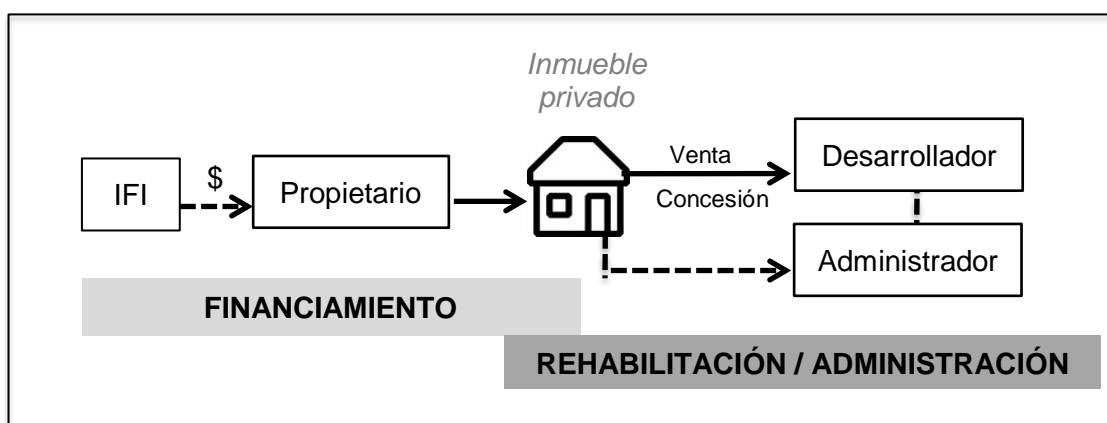 Inmueble
privado
IFI
$
Propietario
Venta
Concesión
Desarrollador
Administrador
FINANCIAMIENTO
REHABILITACIÓN / ADMINISTRACIÓN